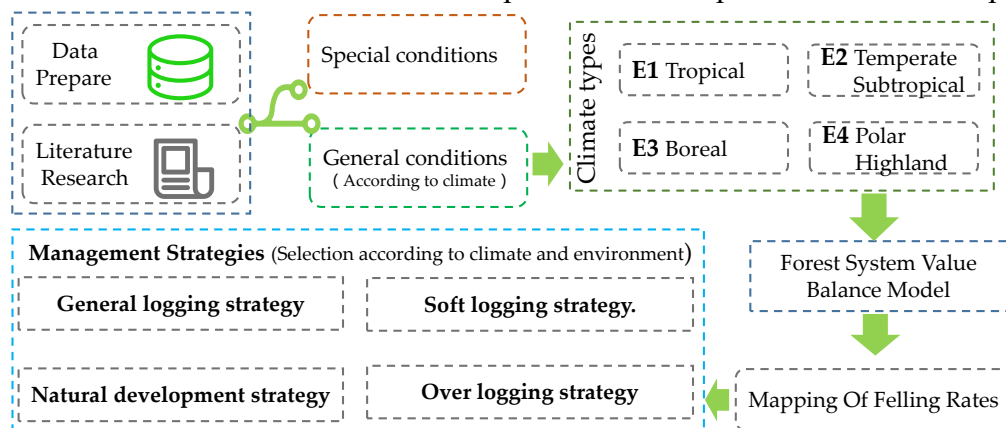 Data
Prepare
Literature
Research
Special conditions
General conditions
( According to climate )
Climate types
E1 Tropical
E2 Temperate
Subtropical
E3 Boreal
E4 Polar
Highland
Forest System Value
Balance Model
Mapping Of Felling Rates
Management Strategies (Selection according to climate and environment)
General logging strategy
Soft logging strategy.
Natural development strategy
Over logging strategy